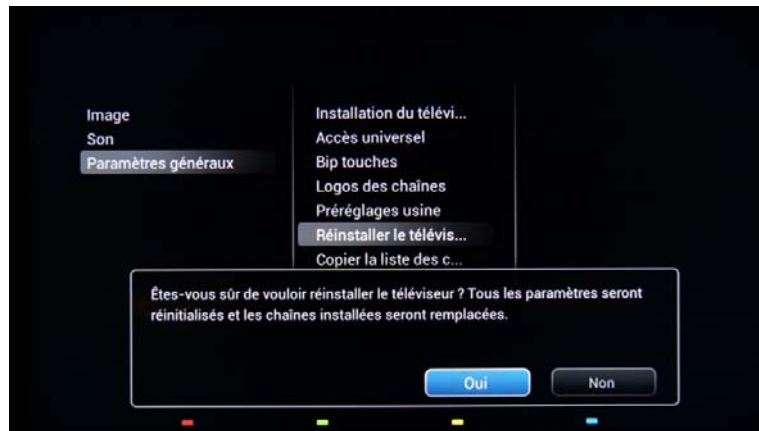 Image
Son
Paramètres généraux
Installation du télévi...
Accès universel
Bip touches
Logos des chaînes
Préréglages usine
Réinstaller le télévis...
Copier la liste des c...
Êtes-vous sûr de vouloir réinstaller le téléviseur ? Tous les paramètres seront
réinitialisés et les chaînes installées seront remplacées.
Oui
Non